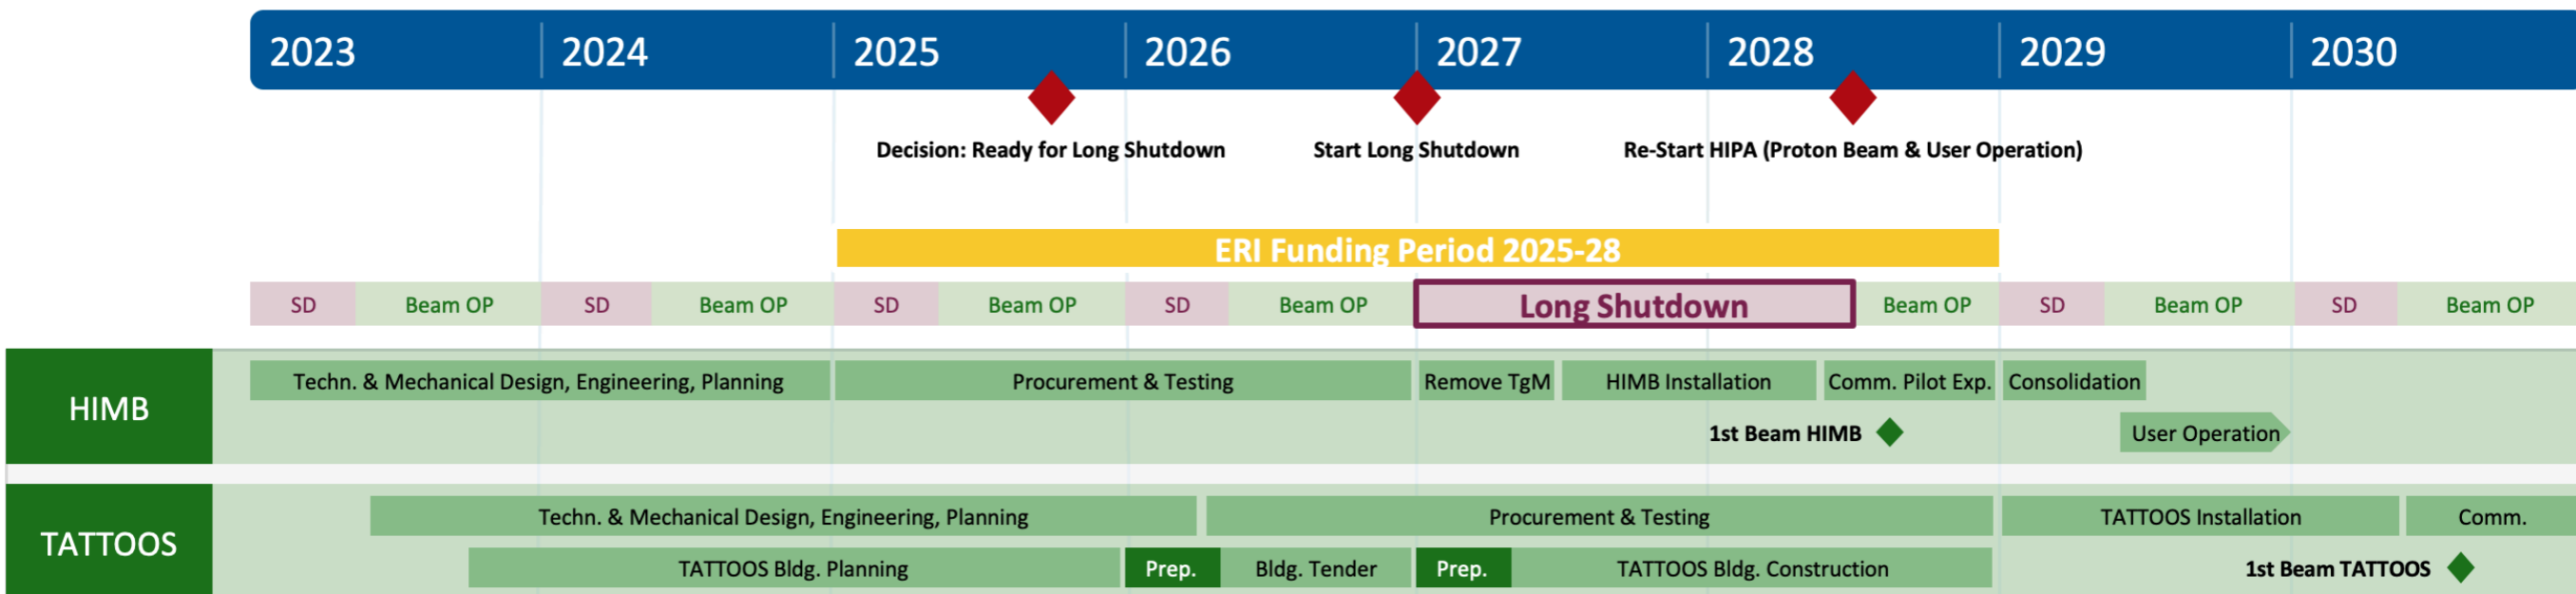 2023 2024 2025 2026 2027 2028 2029 2030
Decision: Ready for Long Shutdown Start Long Shutdown Re-Start HIPA (Proton Beam & User Operation)
ERI Funding Period 2025-28
SD Beam OP SD Beam OP SD Beam OP SD Beam OP Long Shutdown Beam OP SD Beam OP SD Beam OP
HIMB
Techn. & Mechanical Design, Engineering, Planning Procurement & Testing Remove TgM HIMB Installation Comm. Pilot Exp. Consolidation
1st Beam HIMB User Operation
TATTOOS
Techn. & Mechanical Design, Engineering, Planning Procurement & Testing TATTOOS Installation Comm.
TATTOOS Bldg. Planning Prep. Bldg. Tender Prep. TATTOOS Bldg. Construction 1st Beam TATTOOS